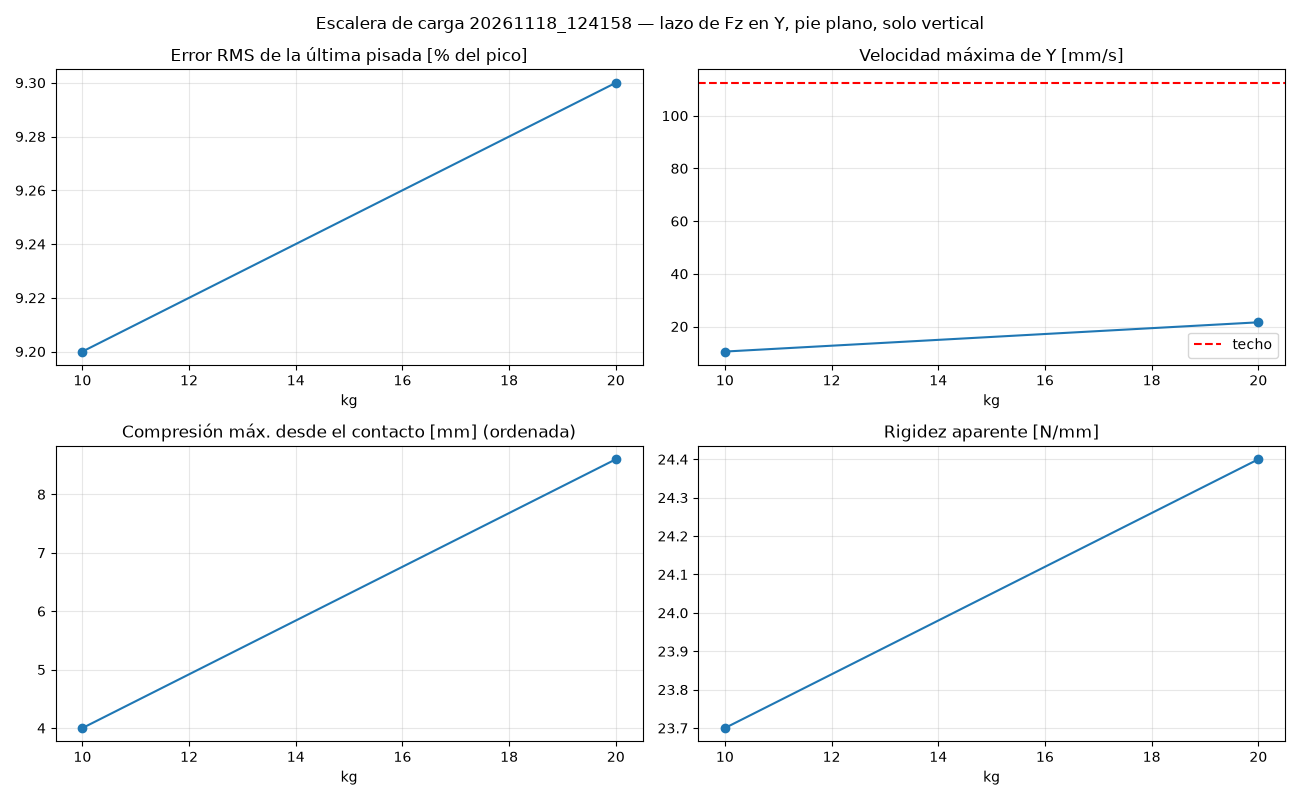 Escalera de carga 20261118_124158 — lazo de Fz en Y, pie plano, solo vertical
Error RMS de la última pisada [% del pico]
9.30
9.28
9.26
9.24
9.22
9.20
10 12 14 16 18 20
kg
Velocidad máxima de Y [mm/s]
100
80
60
40
20
techo
10 12 14 16 18 20
kg
Compresión máx. desde el contacto [mm] (ordenada)
8
7
6
5
4
10 12 14 16 18 20
kg
Rigidez aparente [N/mm]
24.4
24.3
24.2
24.1
24.0
23.9
23.8
23.7
10 12 14 16 18 20
kg